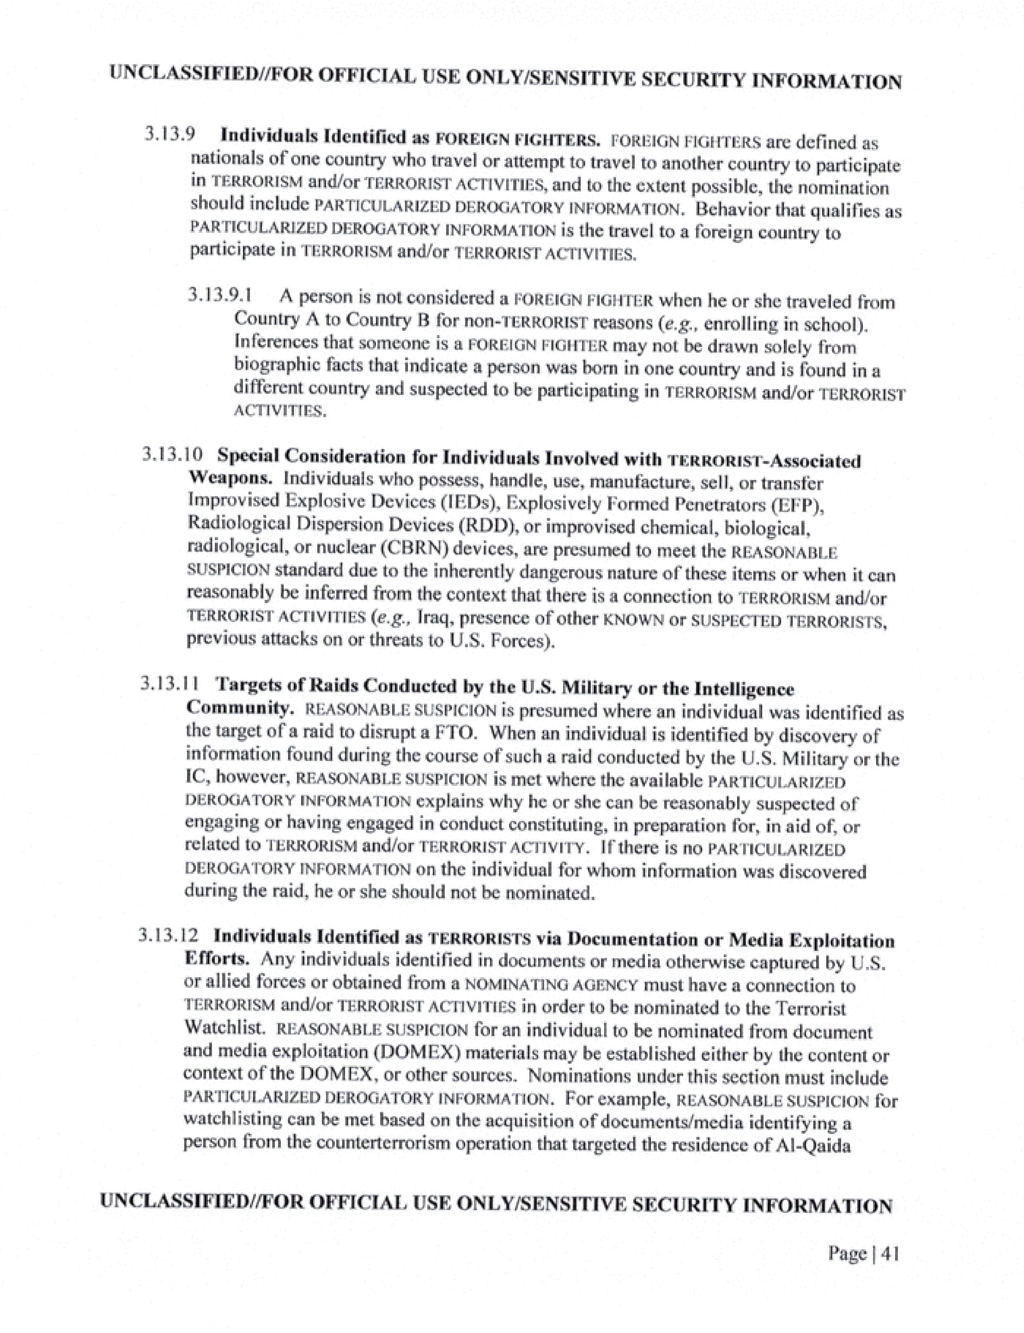 UNCLASSIFIED//FOR OFFICIAL USE ONLY/SENSITIVE SECURITY INFORMATION
3.13.9 Individuals Identified as FOREIGN FIGHTERS. FOREIGN FIGHTERS are defined as
nationals of one country who travel or attempt to travel to another country to participate
in TERRORISM and/or TERRORIST ACTIVITIES, and to the extent possible, the nomination
should include PARTICULARIZED DEROGATORY INFORMATION. Behavior that qualifies as
PARTICULARIZED DEROGATORY INFORMATION is the travel to a foreign country to
participate in TERRORISM and/or TERRORIST ACTIVITIES.
3.13.9.1 A person is not considered a FOREIGN FIGHTER when he or she traveled from
Country A to Country B for non-TERRORIST reasons (e.g., enrolling in school).
Inferences that someone is a FOREIGN FIGHTER may not be drawn solely from
biographic facts that indicate a person was born in one country and is found in a
different country and suspected to be participating in TERRORISM and/or TERRORIST
ACTIVITIES.
3.13.10 Special Consideration for Individuals Involved with TERRORIST-Associated
Weapons. Individuals who possess, handle, use, manufacture, sell, or transfer
Improvised Explosive Devices (IEDs), Explosively Formed Penetrators (EFP),
Radiological Dispersion Devices (RDD), or improvised chemical, biological,
radiological, or nuclear (CBRN) devices, are presumed to meet the REASONABLE
SUSPICION standard due to the inherently dangerous nature of these items or when it can
reasonably be inferred from the context that there is a connection to TERRORISM and/or
TERRORIST ACTIVITIES (e.g., Iraq, presence of other KNOWN or SUSPECTED TERRORISTS,
previous attacks on or threats to U.S. Forces).
3.13.11 Targets of Raids Conducted by the U.S. Military or the Intelligence
Community. REASONABLE SUSPICION is presumed where an individual was identified as
the target of a raid to disrupt a FTO. When an individual is identified by discovery of
information found during the course of such a raid conducted by the U.S. Military or the
IC, however, REASONABLE SUSPICION is met where the available PARTICULARIZED
DEROGATORY INFORMATION explains why he or she can be reasonably suspected of
engaging or having engaged in conduct constituting, in preparation for, in aid of, or
related to TERRORISM and/or TERRORIST ACTIVITY. If there is no PARTICULARIZED
DEROGATORY INFORMATION on the individual for whom information was discovered
during the raid, he or she should not be nominated.
3.13.12 Individuals Identified as TERRORISTS via Documentation or Media Exploitation
Efforts. Any individuals identified in documents or media otherwise captured by U.S.
or allied forces or obtained from a NOMINATING AGENCY must have a connection to
TERRORISM and/or TERRORIST ACTIVITIES in order to be nominated to the Terrorist
Watchlist. REASONABLE SUSPICION for an individual to be nominated from document
and media exploitation (DOMEX) materials may be established either by the content or
context of the DOMEX, or other sources. Nominations under this section must include
PARTICULARIZED DEROGATORY INFORMATION. For example, REASONABLE SUSPICION for
watchlisting can be met based on the acquisition of documents/media identifying a
person from the counterterrorism operation that targeted the residence of Al-Qaida
UNCLASSIFIED//FOR OFFICIAL USE ONLY/SENSITIVE SECURITY INFORMATION
Page | 41